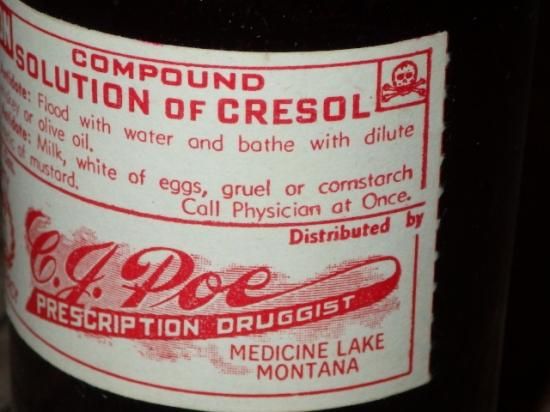 COMPOUND
SOLUTION OF CRESOL
Flood with water and bathe with dilute
or olive oil.
Milk, white of eggs, gruel or cornstarch
of mustard.
Call Physician at Once.
Distributed by
C. J. Poe
PRESCRIPTION DRUGGIST
MEDICINE LAKE
MONTANA